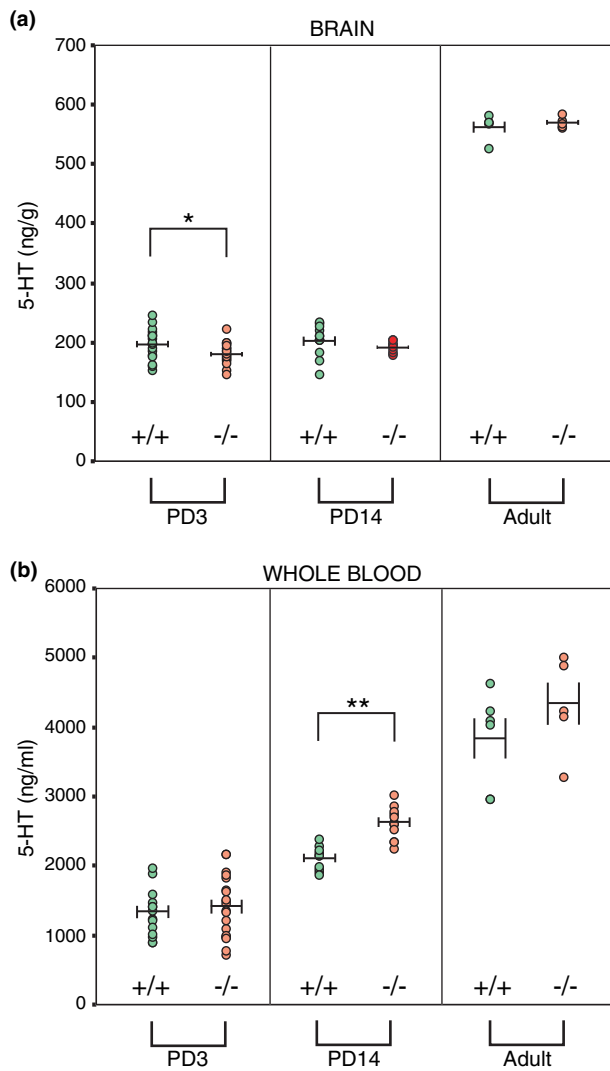 (a)
BRAIN
700
600
500
400
300
200
100
0
5-HT (ng/g)
*
+/+ -/- +/+ -/- +/+ -/-
PD3 PD14 Adult
(b)
WHOLE BLOOD
6000
5000
4000
3000
2000
1000
0
5-HT (ng/ml)
**
+/+ -/- +/+ -/- +/+ -/-
PD3 PD14 Adult